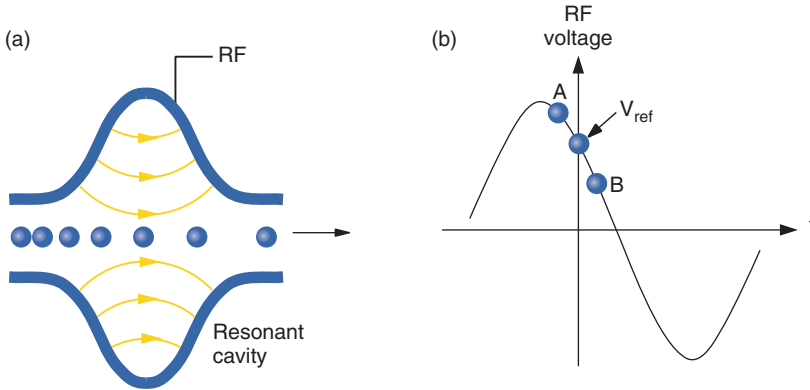 (a)
RF
Resonant
cavity
(b)
RF
voltage
A
V_ref
B